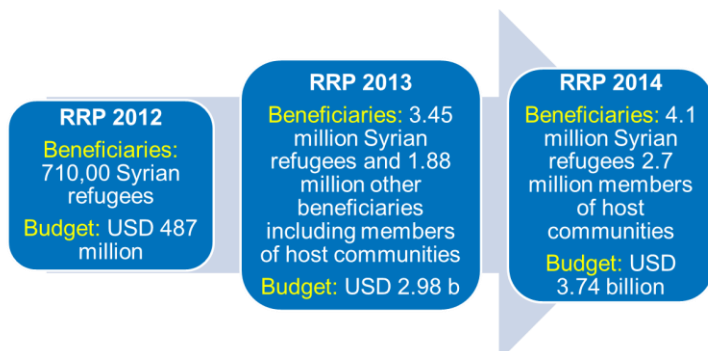 RRP 2012
Beneficiaries:
710,00 Syrian
refugees
Budget: USD 487
million
RRP 2013
Beneficiaries: 3.45
million Syrian
refugees and 1.88
million other
beneficiaries
including members
of host communities
Budget: USD 2.98 b
RRP 2014
Beneficiaries: 4.1
million Syrian
refugees 2.7
million members
of host
communities
Budget: USD
3.74 billion